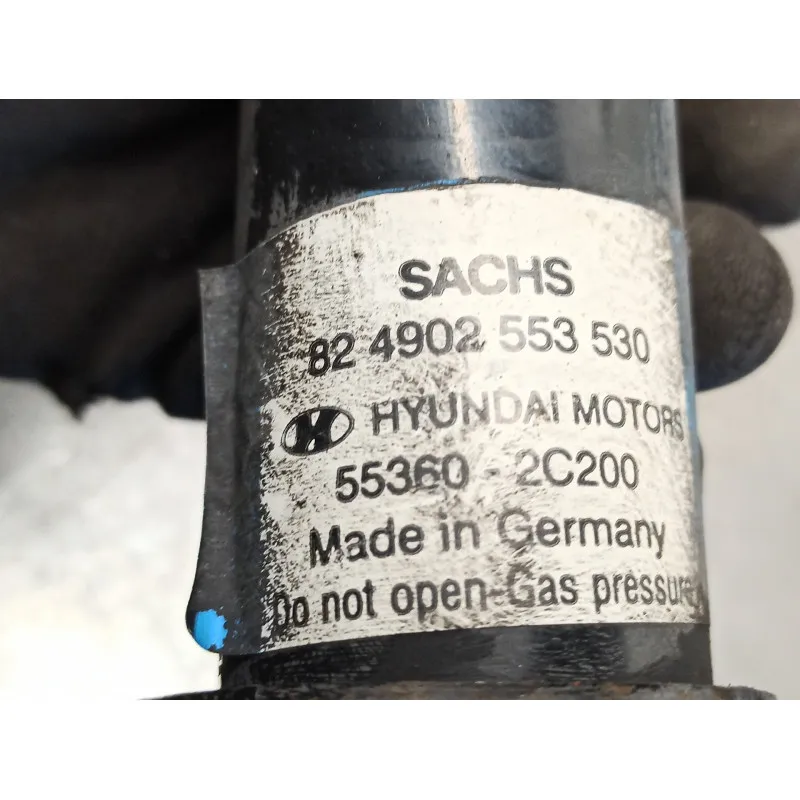 SACHS
82 4902 553 530
HYUNDAI MOTORS
55360 - 2C200
Made in Germany
Do not open-Gas pressure